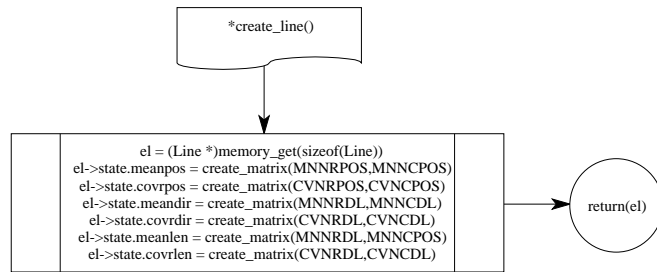 *create_line()
el = (Line *)memory_get(sizeof(Line))
el->state.meanpos = create_matrix(MNNRPOS,MNNCPOS)
el->state.covrpos = create_matrix(CVNRPOS,CVNCPOS)
el->state.meandir = create_matrix(MNNRDL,MNNCDL)
el->state.covrdir = create_matrix(CVNRDL,CVNCDL)
el->state.meanlen = create_matrix(MNNRDL,MNNCPOS)
el->state.covrlen = create_matrix(CVNRDL,CVNCDL)
return(el)